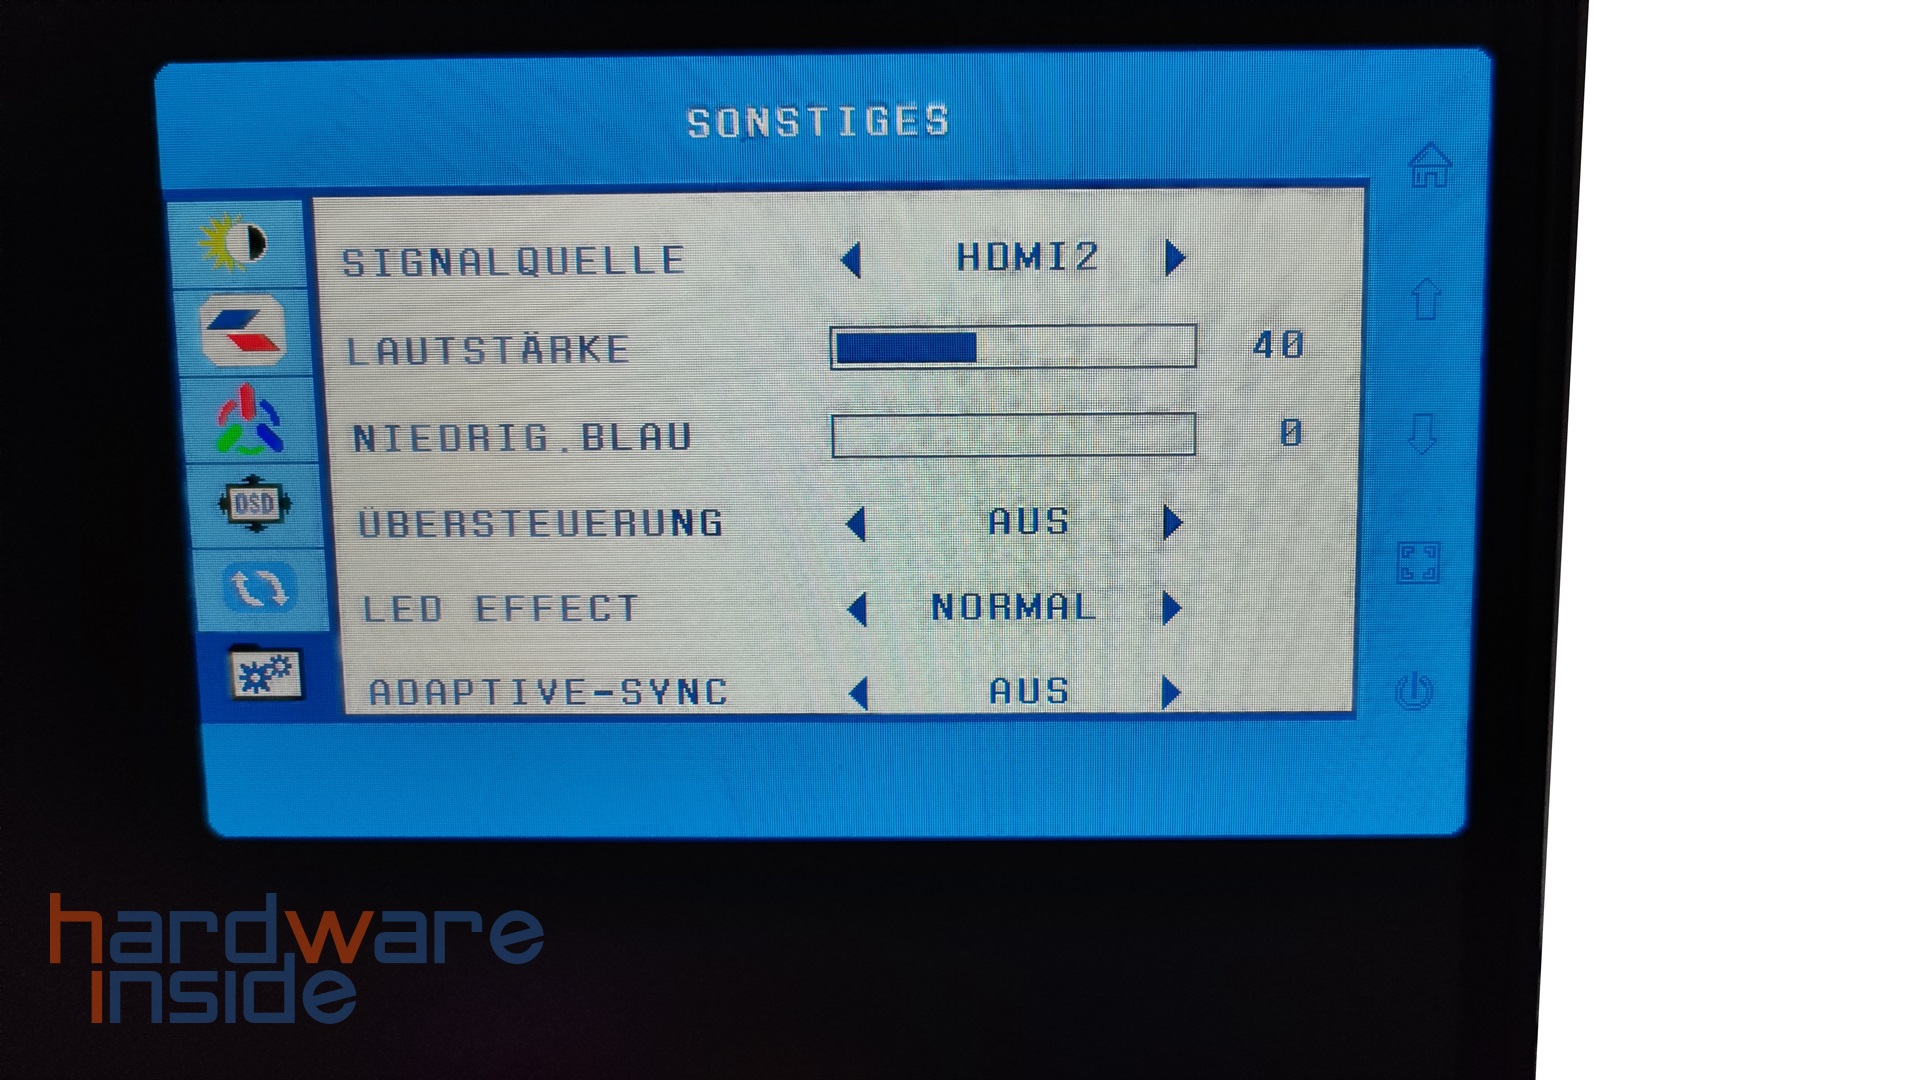 SONSTIGES
SIGNALQUELLE HDMI2
LAUTSTÄRKE 40
NIEDRIG.BLAU 0
ÜBERSTEUERUNG AUS
OSD
LED EFFECT NORMAL
ADAPTIVE-SYNC AUS
hardware
inside